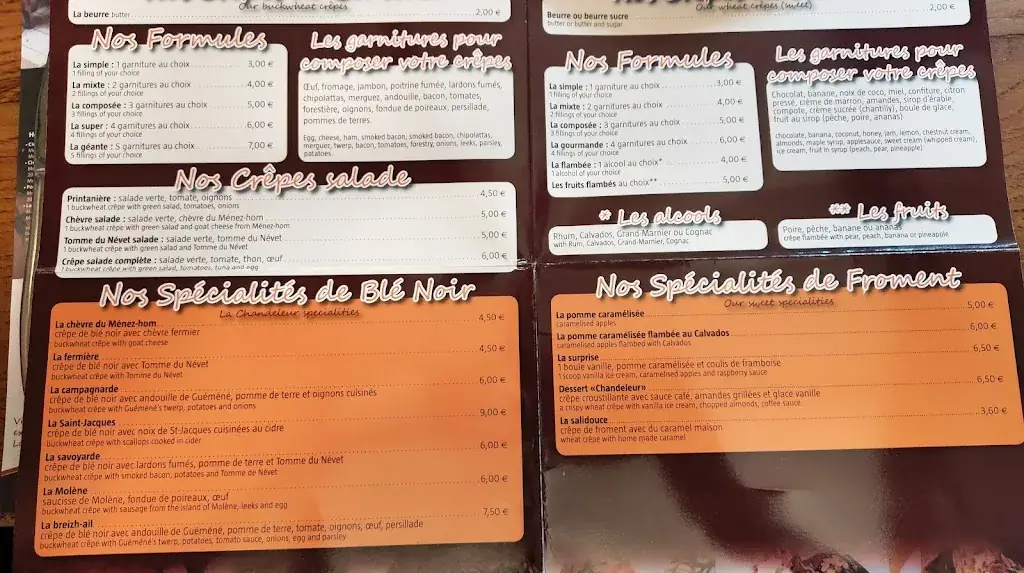 Our buckwheat crêpes
La beurre butter 2,00 €
Nos Formules
La simple : 1 garniture au choix 3,00 €
1 filling of your choice
La mixte : 2 garnitures au choix 4,00 €
2 fillings of your choice
La composée : 3 garnitures au choix 5,00 €
3 fillings of your choice
La super : 4 garnitures au choix 6,00 €
4 fillings of your choice
La géante : 5 garnitures au choix 7,00 €
5 fillings of your choice
Les garnitures pour
composer votre crêpes
Œuf, fromage, jambon, poitrine fumée, lardons fumés,
chipolattas, merguez, andouille, bacon, tomates,
forestière, oignons, fondue de poireaux, persillade,
pommes de terres.
Egg, cheese, ham, smoked bacon, smoked bacon, chipolattas,
merguer, twerp, bacon, tomatoes, forestry, onions, leeks, parsley,
potatoes.
Nos Crêpes salade
Printanière : salade verte, tomate, oignons 4,50 €
1 buckwheat crêpe with green salad, tomatoes, onions
Chèvre salade : salade verte, chèvre du Ménez-hom 5,00 €
1 buckwheat crêpe with green salad and goat cheese from Ménez-hom
Tomme du Névet salade : salade verte, tomme du Névet 5,00 €
1 buckwheat crêpe with green salad and Tomme du Névet
Crêpe salade complète : salade verte, tomate, thon, œuf 6,00 €
1 buckwheat crêpe with green salad, tomatoes, tuna and egg
Nos Spécialités de Blé Noir
La Chandeleur specialities
La chèvre du Ménez-hom 4,50 €
crêpe de blé noir avec chèvre fermier
buckwheat crêpe with goat cheese
La fermière 4,50 €
crêpe de blé noir avec Tomme du Névet
buckwheat crêpe with Tomme du Névet
La campagnarde 6,00 €
crêpe de blé noir avec andouille de Guéméné, pomme de terre et oignons cuisinés
buckwheat crêpe with Guéméné's twerp, potatoes and onions
La Saint-Jacques 9,00 €
crêpe de blé noir avec noix de St-Jacques cuisinées au cidre
buckwheat crêpe with scallops cooked in cider
La savoyarde 6,00 €
crêpe de blé noir avec lardons fumés, pomme de terre et Tomme du Névet
buckwheat crêpe with smoked bacon, potatoes and Tomme de Névet
La Molène 6,00 €
saucisse de Molène, fondue de poireaux, œuf
buckwheat crêpe with sausage from the island of Molène, leeks and egg
La breizh-ail 7,50 €
crêpe de blé noir avec andouille de Guéméné, pomme de terre, tomate, oignons, œuf, persillade
buckwheat crêpe with Guéméné's twerp, potatoes, tomato sauce, onions, egg and parsley
Our wheat crêpes (sweet)
Beurre ou beurre sucre 2,00 €
butter or butter and sugar
Nos Formules
La simple : 1 garniture au choix 3,00 €
1 filling of your choice
La mixte : 2 garnitures au choix 4,00 €
2 fillings of your choice
La composée : 3 garnitures au choix 5,00 €
3 fillings of your choice
La gourmande : 4 garnitures au choix 6,00 €
4 fillings of your choice
La flambée : 1 alcool au choix* 4,00 €
1 alcohol of your choice
Les fruits flambés au choix** 5,00 €
Les garnitures pour
composer votre crêpes
Chocolat, banane, noix de coco, miel, confiture, citron
pressé, crème de marron, amandes, sirop d'érable,
compote, crème sucrée (chantilly), boule de glace,
fruit au sirop (pêche, poire, ananas)
chocolate, banana, coconut, honey, jam, lemon, chestnut cream,
almonds, maple syrup, applesauce, sweet cream (whipped cream),
ice cream, fruit in syrup (peach, pear, pineapple)
* Les alcools
Rhum, Calvados, Grand-Marnier ou Cognac
with Rum, Calvados, Grand-Marnier, Cognac
** Les fruits
Poire, pêche, banane ou ananas
crêpe flambée with pear, peach, banana or pineapple
Nos Spécialités de Froment
Our sweet specialities
La pomme caramélisée 5,00 €
caramelised apples
La pomme caramélisée flambée au Calvados 6,00 €
caramelised apples flambed with Calvados
La surprise 6,50 €
1 boule vanille, pomme caramélisée et coulis de framboise
1 scoop vanilla ice cream, caramelised apples and raspberry sauce
Dessert «Chandeleur» 6,50 €
crêpe croustillante avec sauce café, amandes grillées et glace vanille
a crispy wheat crêpe with vanilla ice cream, chopped almonds, coffee sauce
La salidouce 3,60 €
crêpe de froment avec du caramel maison
wheat crêpe with home made caramel